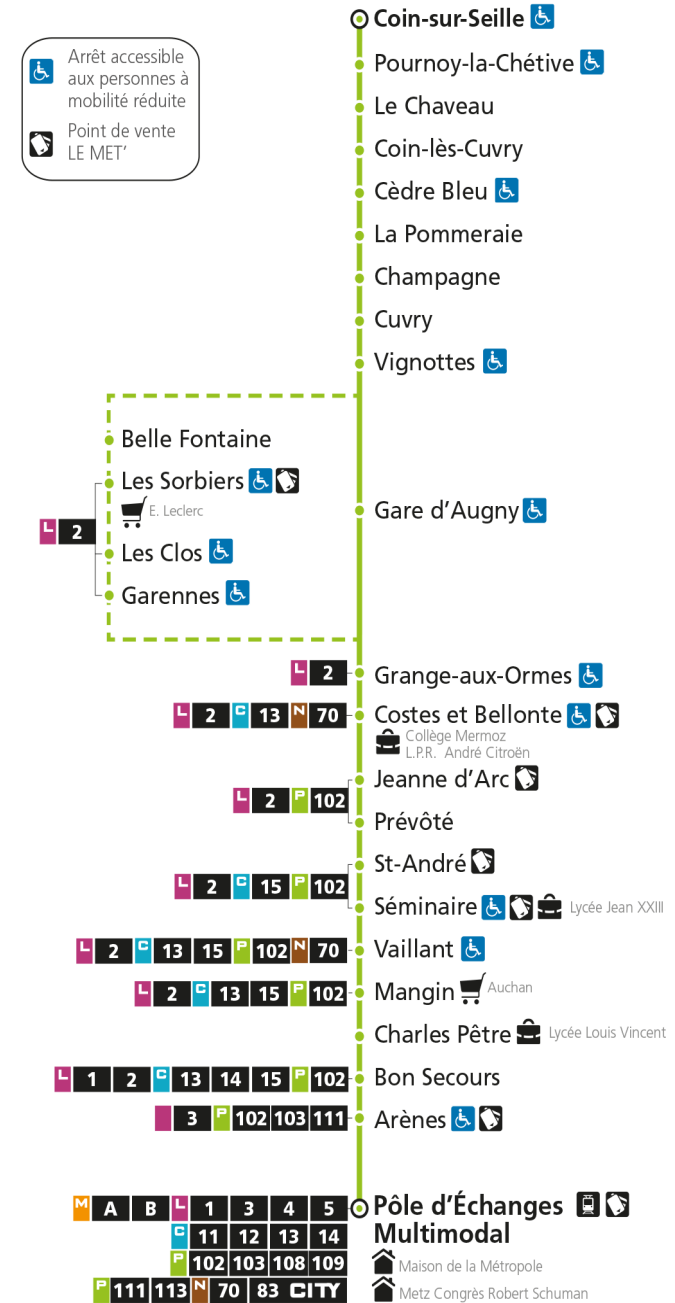 Coin-sur-Seille
Arrêt accessible
aux personnes à
mobilité réduite
Point de vente
LE MET’
Pournoy-la-Chétive
Le Chaveau
Coin-lès-Cuvry
Cèdre Bleu
La Pommeraie
Champagne
Cuvry
Vignottes
Belle Fontaine
Les Sorbiers
E. Leclerc
L 2
Les Clos
Garennes
Gare d’Augny
L 2 Grange-aux-Ormes
L 2 C 13 N 70 Costes et Bellonte
Collège Mermoz
L.P.R. André Citroën
Jeanne d’Arc
L 2 P 102
Prévôté
St-André
L 2 C 15 P 102
Séminaire Lycée Jean XXIII
L 2 C 13 15 P 102 N 70 Vaillant
L 2 C 13 15 P 102 Mangin Auchan
Charles Pêtre Lycée Louis Vincent
L 1 2 C 13 14 15 P 102 Bon Secours
3 P 102 103 111 Arènes
M A B L 1 3 4 5 Pôle d’Échanges
C 11 12 13 14 Multimodal
P 102 103 108 109 Maison de la Métropole
P 111 113 N 70 83 CITY Metz Congrès Robert Schuman